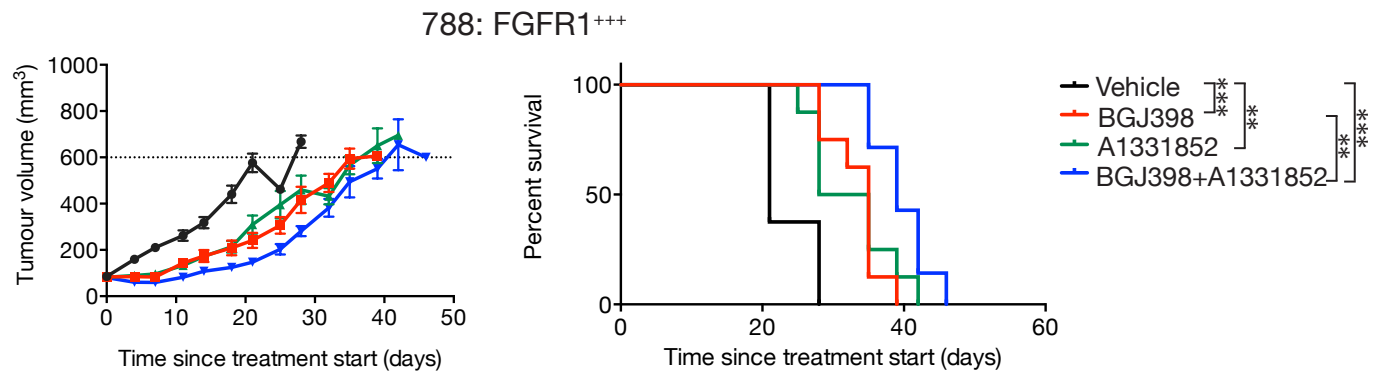 788: FGFR1+++
1000
800
600
400
200
0
0 10 20 30 40 50
Tumour volume (mm3)
Time since treatment start (days)
100
50
0
0 20 40 60
Percent survival
Time since treatment start (days)
Vehicle
BGJ398
A1331852
BGJ398+A1331852
***
**
**
***